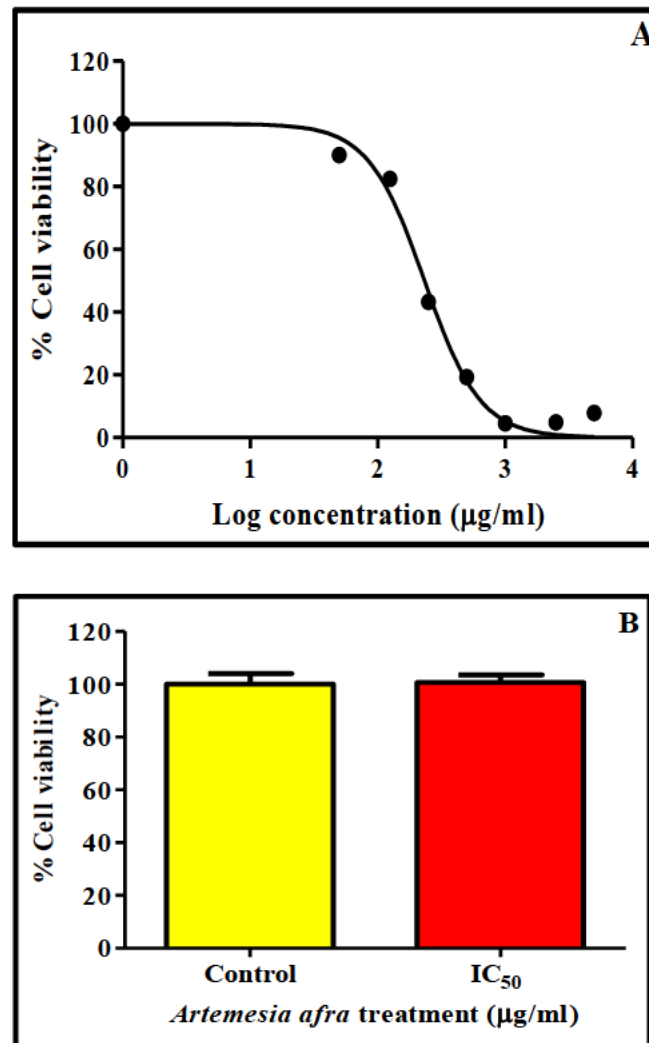 A
120
100
80
60
40
20
0
% Cell viability
0 1 2 3 4
Log concentration (µg/ml)
B
120
100
80
60
40
20
0
% Cell viability
Control IC₅₀
Artemesia afra treatment (µg/ml)